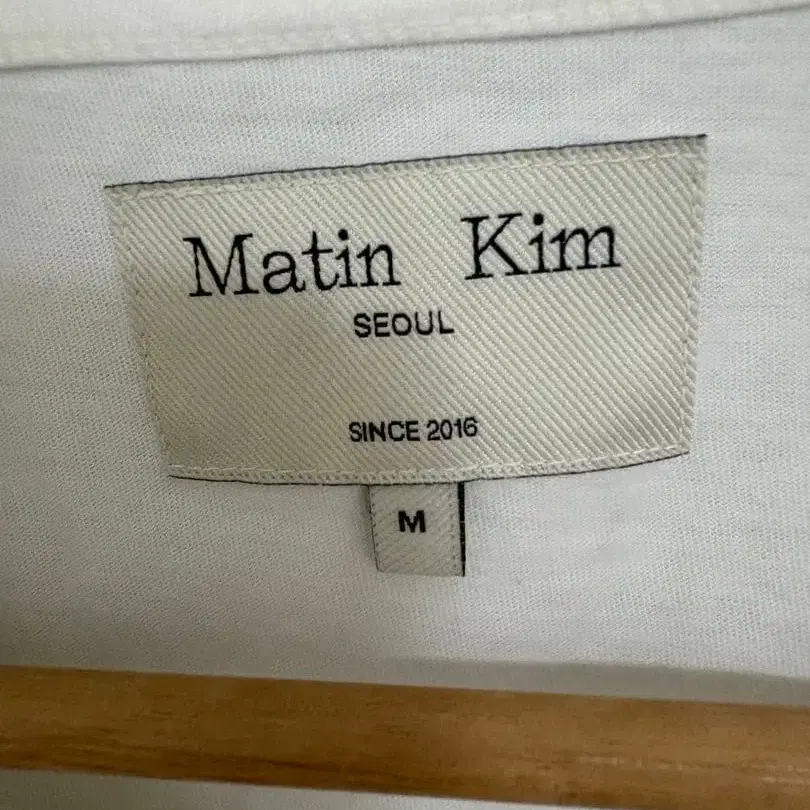 Matin Kim
SEOUL
SINCE 2016
M